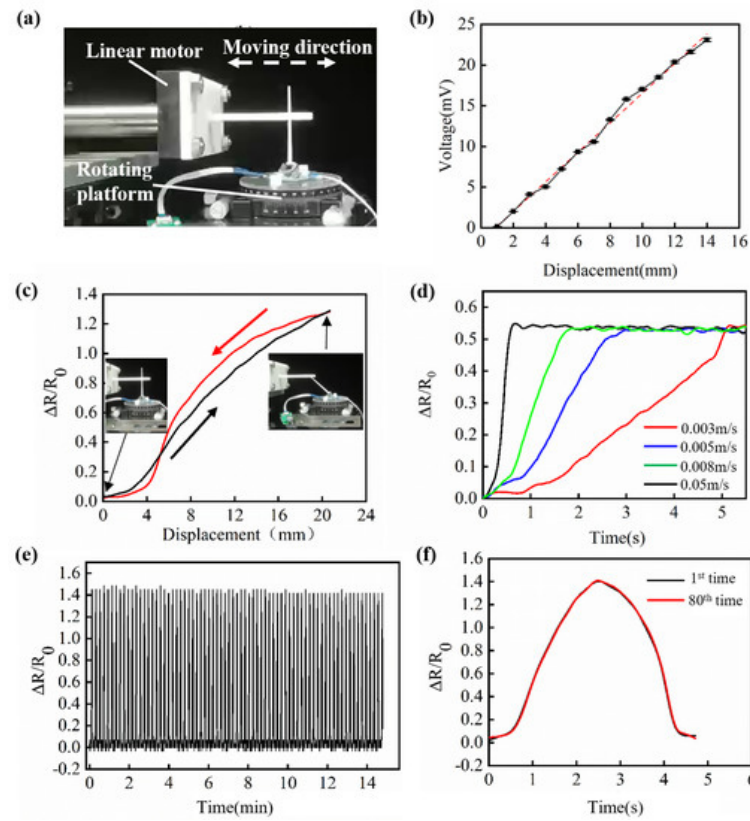 (a)
Linear motor
Moving direction
Rotating
platform
(b)
Voltage(mV)
25
20
15
10
5
0
0 2 4 6 8 10 12 14 16
Displacement(mm)
(c)
ΔR/R0
1.4
1.2
1.0
0.8
0.6
0.4
0.2
0.0
0 4 8 12 16 20 24
Displacement（mm）
(d)
ΔR/R0
0.6
0.5
0.4
0.3
0.2
0.1
0.0
0.003m/s
0.005m/s
0.008m/s
0.05m/s
0 1 2 3 4 5
Time(s)
(e)
ΔR/R0
1.6
1.4
1.2
1.0
0.8
0.6
0.4
0.2
0.0
-0.2
0 2 4 6 8 10 12 14
Time(min)
(f)
ΔR/R0
1.6
1.4
1.2
1.0
0.8
0.6
0.4
0.2
0.0
-0.2
1st time
80th time
0 1 2 3 4 5 6
Time(s)